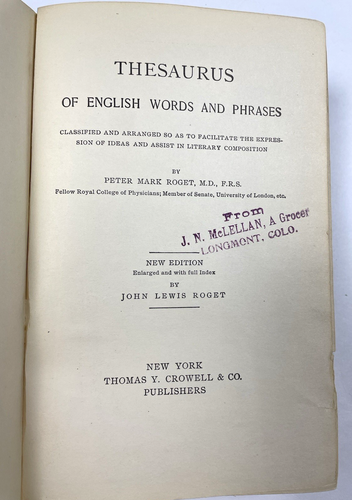 THESAURUS
OF ENGLISH WORDS AND PHRASES
CLASSIFIED AND ARRANGED SO AS TO FACILITATE THE EXPRES-
SION OF IDEAS AND ASSIST IN LITERARY COMPOSITION
BY
PETER MARK ROGET, M.D., F.R.S.
Fellow Royal College of Physicians; Member of Senate, University of London, etc.
From
J. N. McLELLAN, A Grocer
LONGMONT, COLO.
NEW EDITION
Enlarged and with full Index
BY
JOHN LEWIS ROGET
NEW YORK
THOMAS Y. CROWELL & CO.
PUBLISHERS